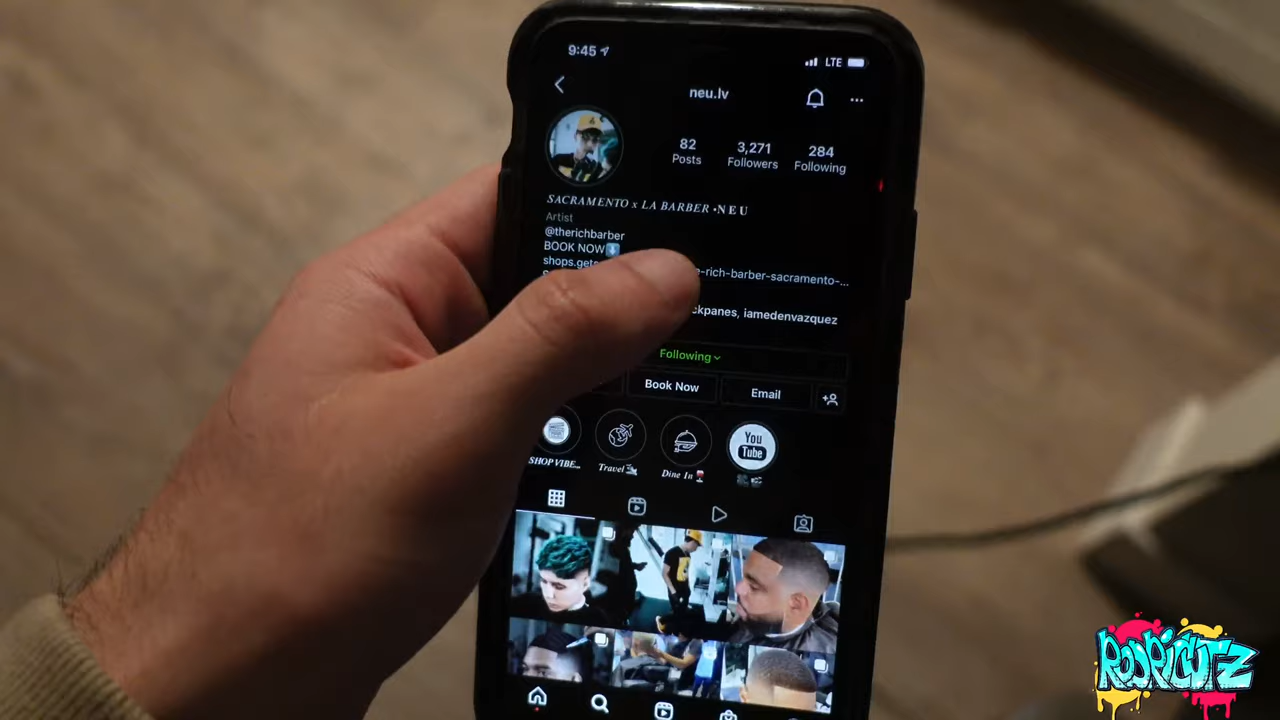 9:45
LTE
neu.lv
82
3,271
284
Posts
Followers
Following
SACRAMENTO x LA BARBER •NEU
Artist
@therichbarber
BOOK NOW⬇️
shops.get
e-rich-barber-sacramento-...
ckpanes, iamedenvazquez
Following
Book Now
Email
You
Tube
SHOP VIBE...
Travel
Dine In🍷
RODRICUTZ